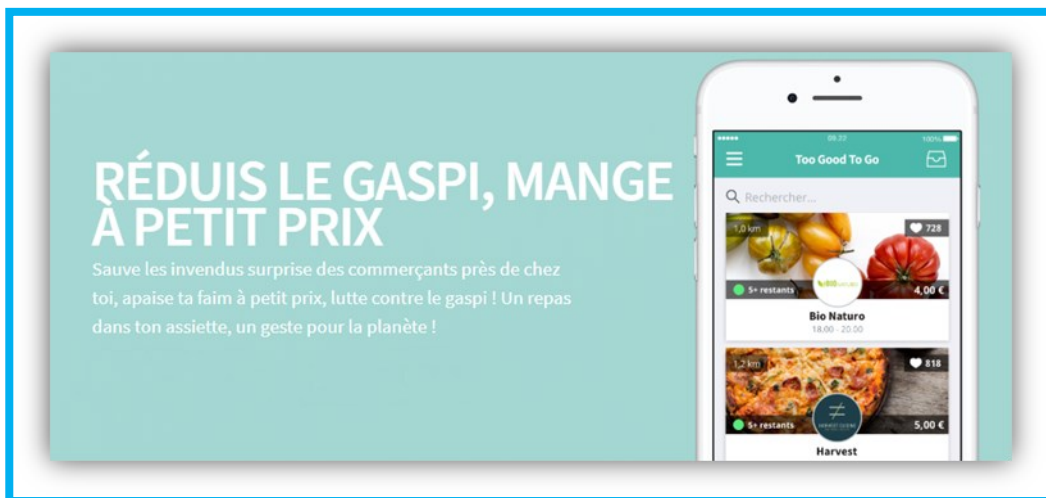 RÉDUIS LE GASPI, MANGE
À PETIT PRIX
Sauve les invendus surprise des commerçants près de chez
toi, apaise ta faim à petit prix, lutte contre le gaspi ! Un repas
dans ton assiette, un geste pour la planète !
09.22 100%
Too Good To Go
Rechercher...
1,0 km 728
5+ restants 4,00 €
Bio Naturo
18.00 - 20.00
1,2 km 818
5+ restants 5,00 €
Harvest